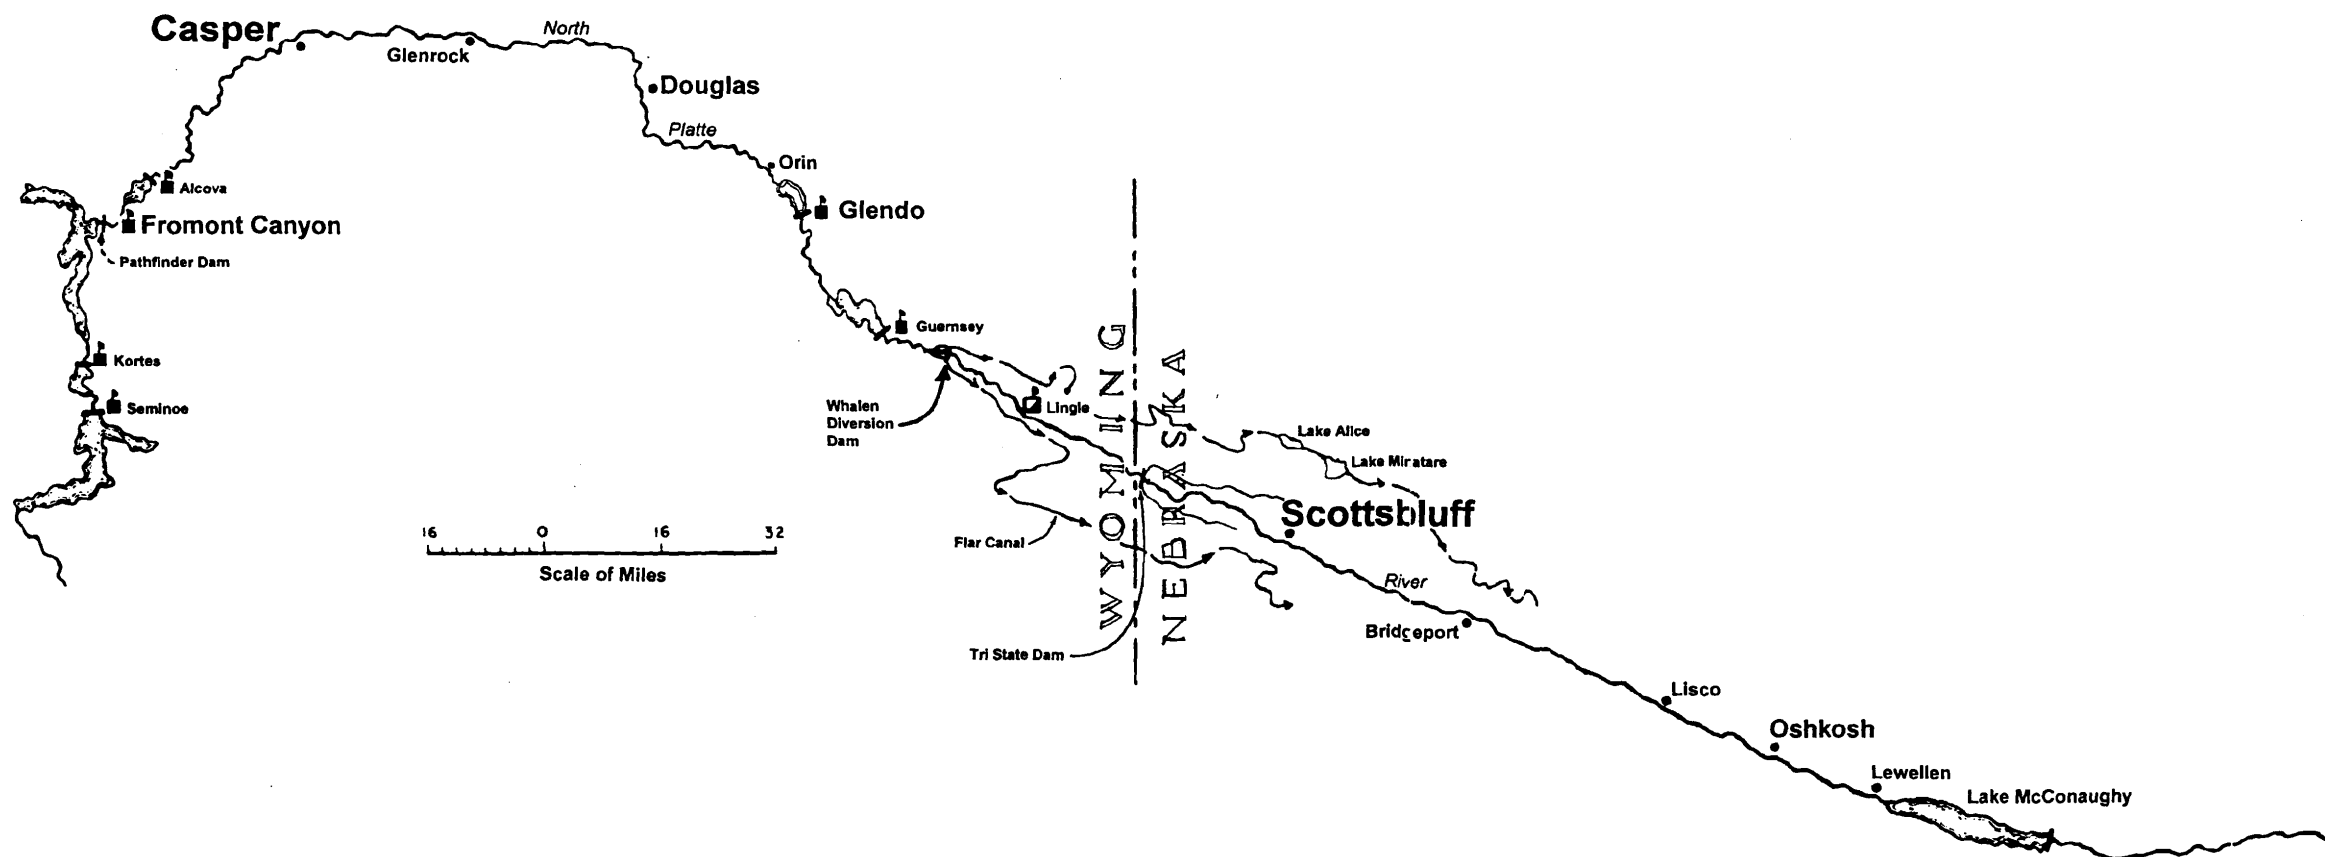 Casper
Glenrock
North
Douglas
Platte
Orin
Alcova
Fromont Canyon
Glendo
Pathfinder Dam
Guernsey
Kortes
Seminoe
Whalen
Diversion
Dam
Lingle
WYOMING
NEBRASKA
Lake Alice
Lake Miratare
Scottsbluff
16 0 16 32
Scale of Miles
Flar Canal
River
Bridgeport
Tri State Dam
Lisco
Oshkosh
Lewellen
Lake McConaughy